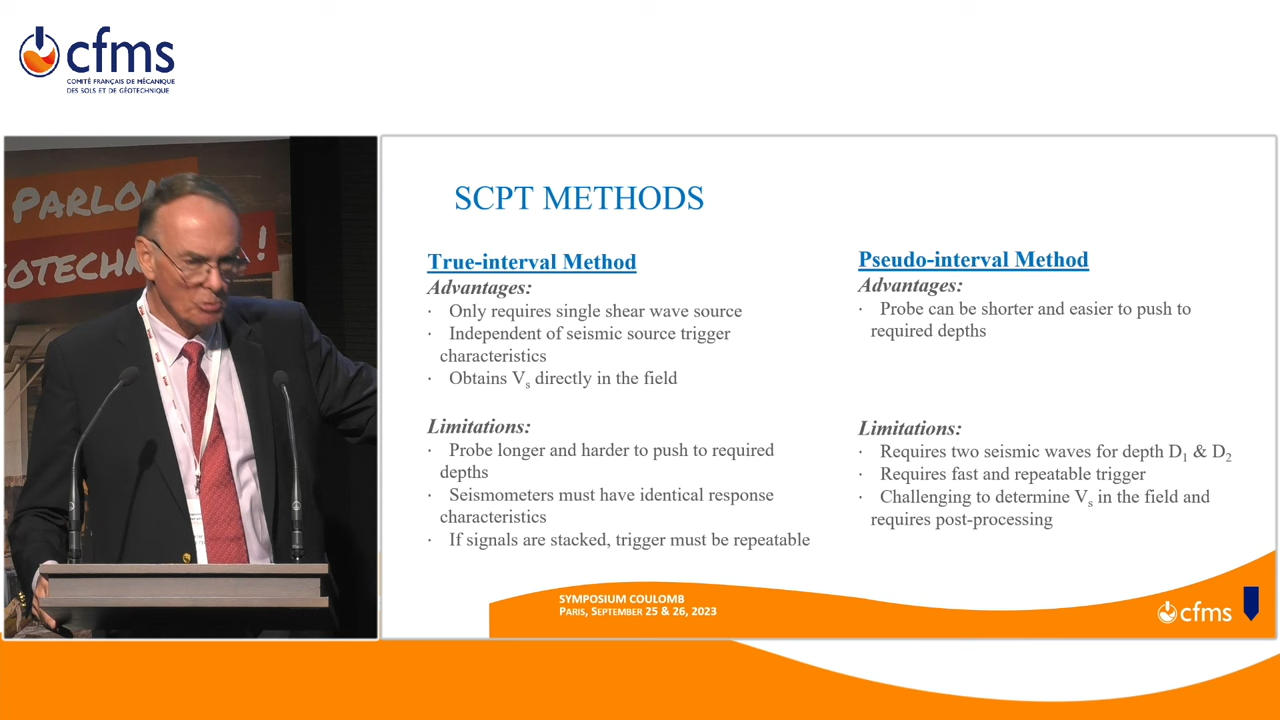 cfms
COMITÉ FRANÇAIS DE MÉCANIQUE
DES SOLS ET DE GÉOTECHNIQUE
PARLON
OTECHN
!
SCPT METHODS
True-interval Method
Advantages:
· Only requires single shear wave source
· Independent of seismic source trigger
characteristics
· Obtains Vs directly in the field
Limitations:
· Probe longer and harder to push to required
depths
· Seismometers must have identical response
characteristics
· If signals are stacked, trigger must be repeatable
Pseudo-interval Method
Advantages:
· Probe can be shorter and easier to push to
required depths
Limitations:
· Requires two seismic waves for depth D1 & D2
· Requires fast and repeatable trigger
· Challenging to determine Vs in the field and
requires post-processing
SYMPOSIUM COULOMB
PARIS, SEPTEMBER 25 & 26, 2023
cfms